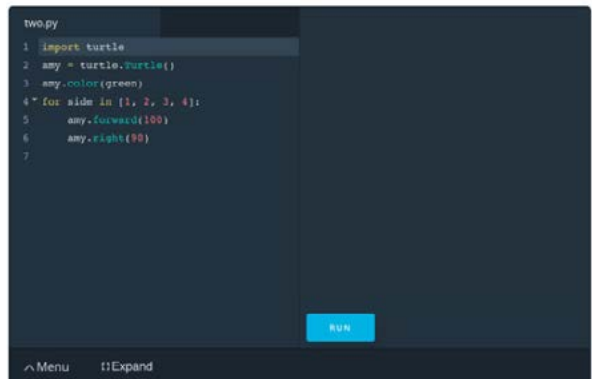 two.py
1 import turtle
2 amy = turtle.Turtle()
3 amy.color(green)
4 for side in [1, 2, 3, 4]:
5 amy.forward(100)
6 amy.right(90)
7
RUN
Menu Expand